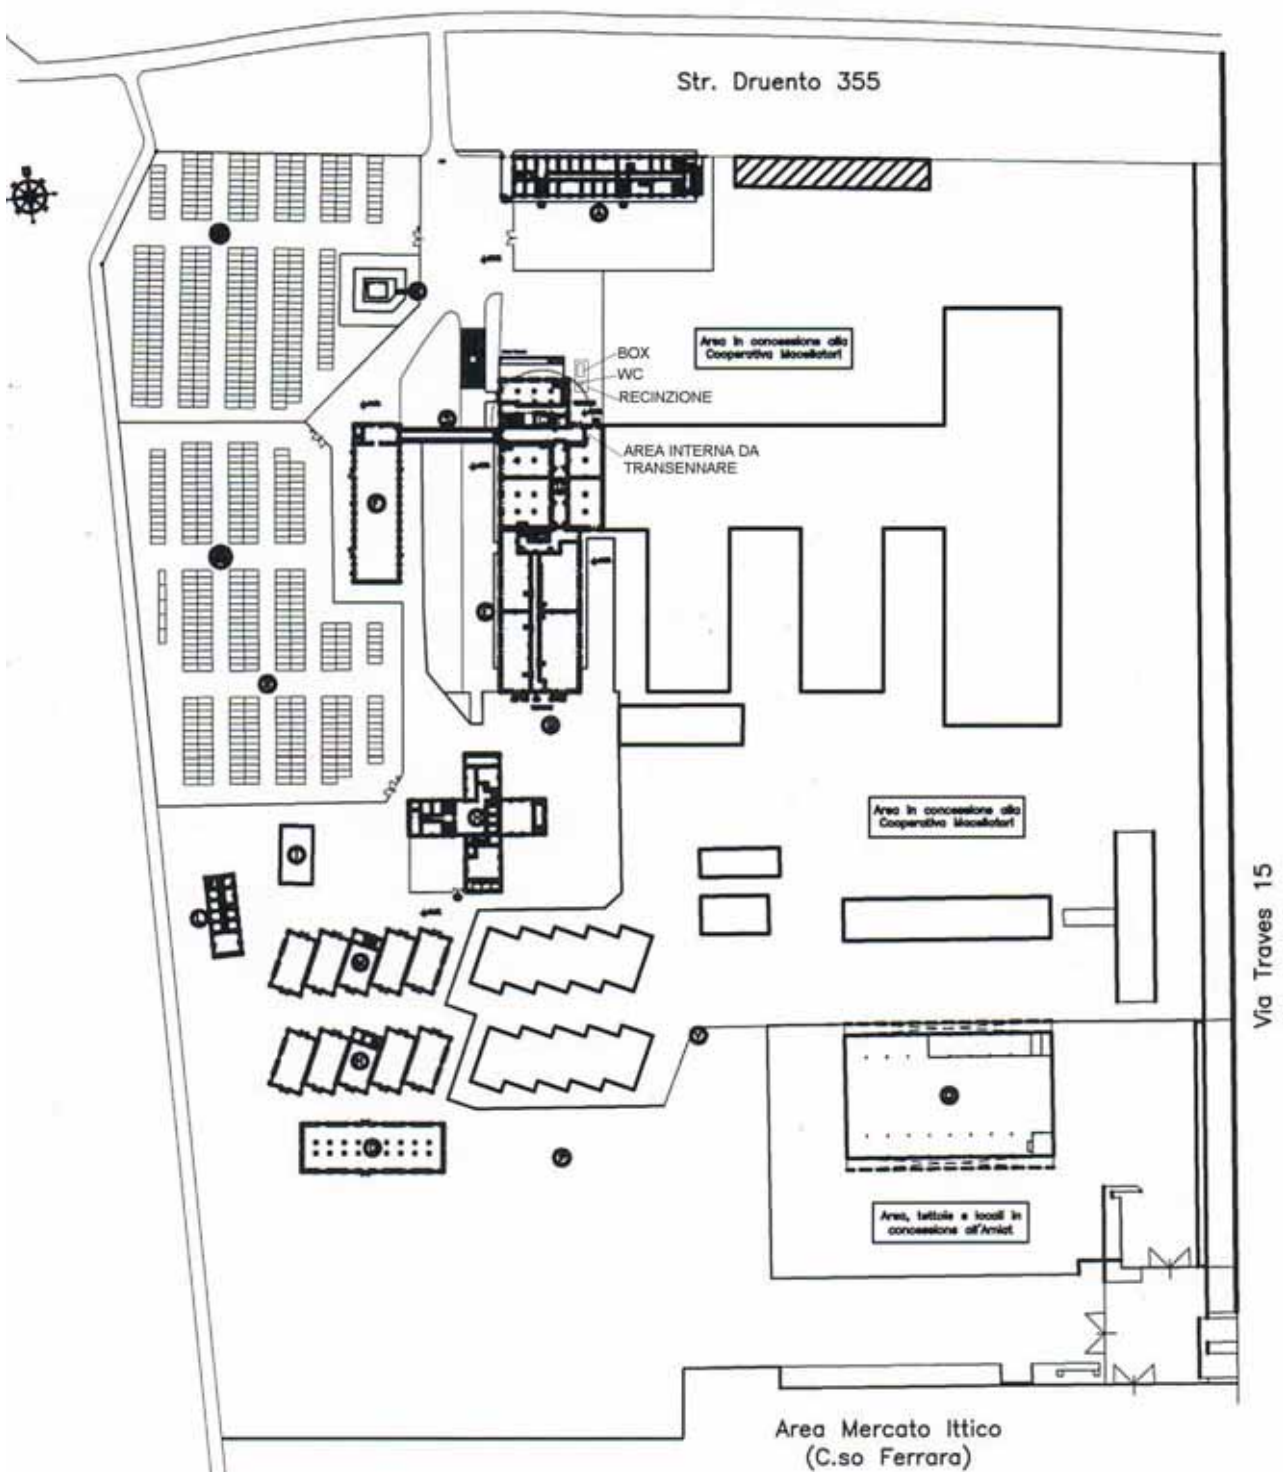 Str. Druento 355
Area in concessione alla
Cooperativa Macellatori
BOX
WC
RECINZIONE
AREA INTERNA DA
TRANSENNARE
Area in concessione alla
Cooperativa Macellatori
Via Traves 15
Area, tettoie e locali in
concessione all'Amiat
Area Mercato Ittico
(C.so Ferrara)